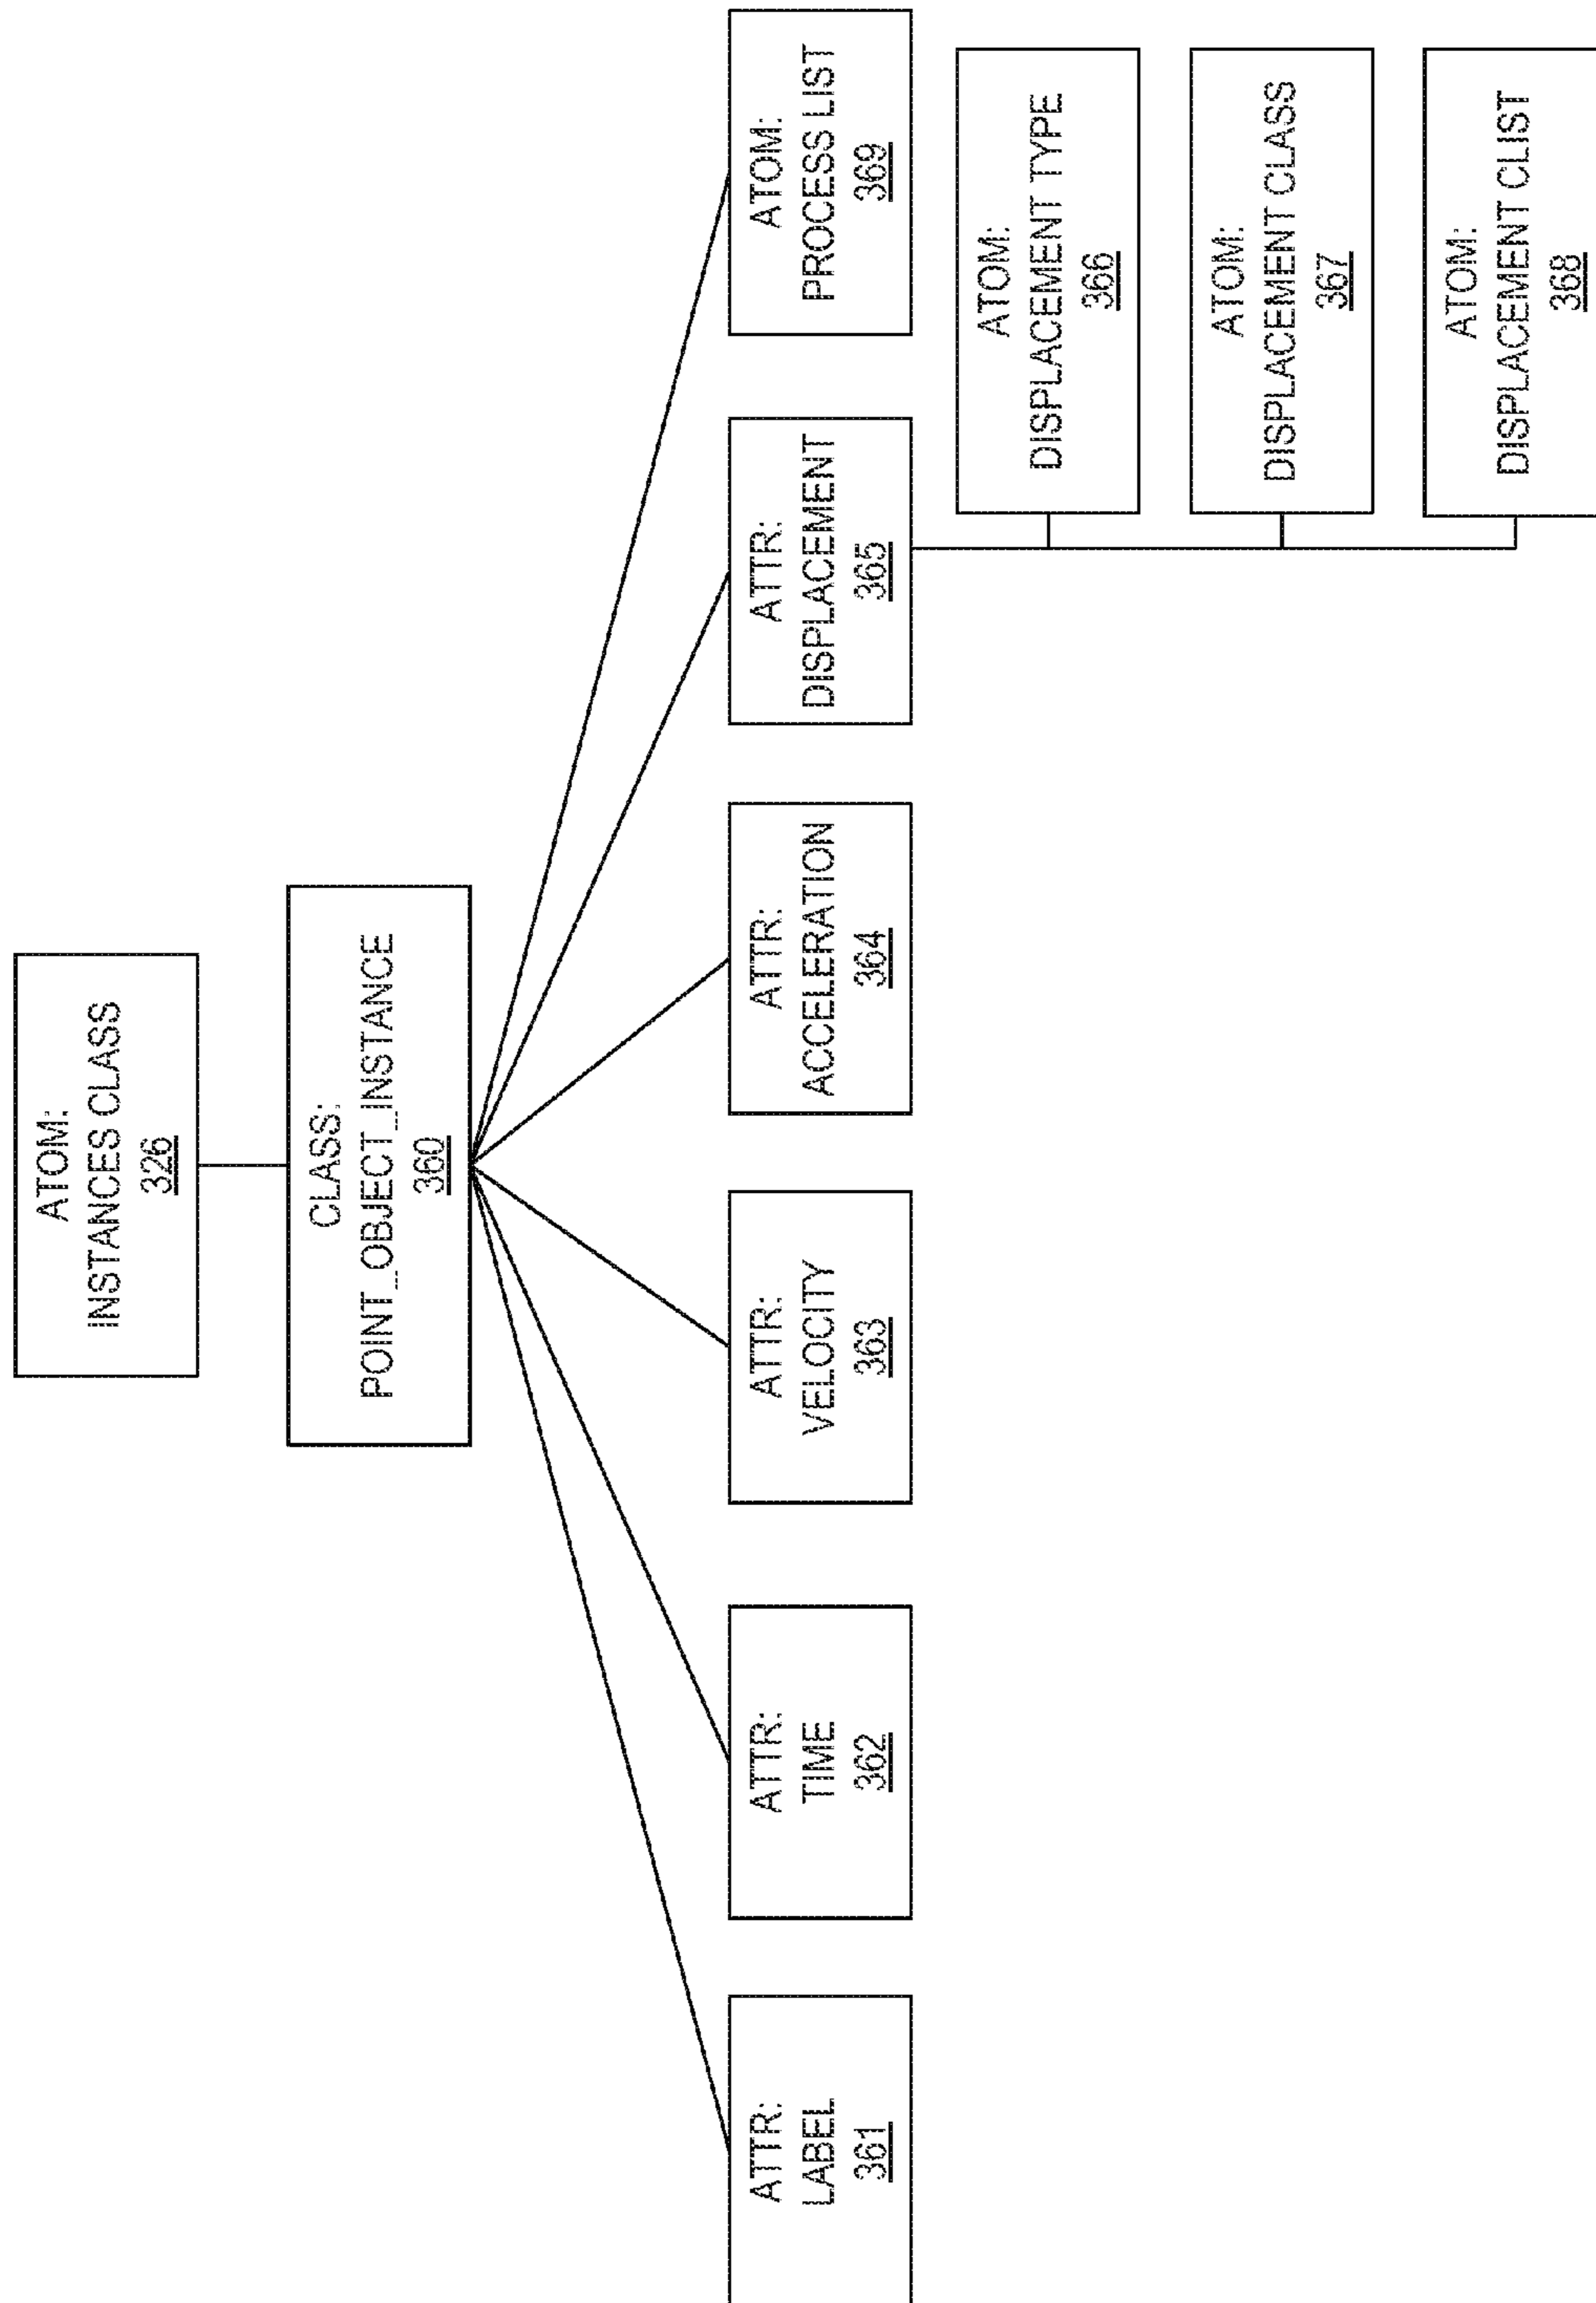 ATOM:
INSTANCES CLASS
326
CLASS:
POINT_OBJECT_INSTANCE
360
ATTR:
LABEL
361
ATTR:
TIME
362
ATTR:
VELOCITY
363
ATTR:
ACCELERATION
364
ATTR:
DISPLACEMENT
365
ATOM:
PROCESS LIST
369
ATOM:
DISPLACEMENT TYPE
366
ATOM:
DISPLACEMENT CLASS
367
ATOM:
DISPLACEMENT CLIST
368